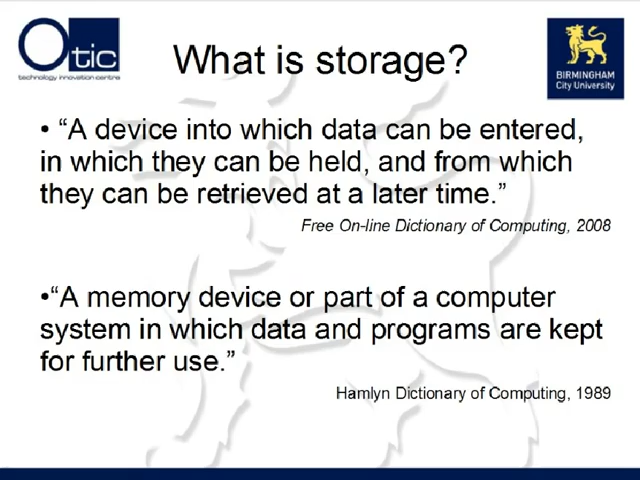 tic
technology innovation centre
What is storage?
BIRMINGHAM
City University
• “A device into which data can be entered,
in which they can be held, and from which
they can be retrieved at a later time.”
Free On-line Dictionary of Computing, 2008
•“A memory device or part of a computer
system in which data and programs are kept
for further use.”
Hamlyn Dictionary of Computing, 1989